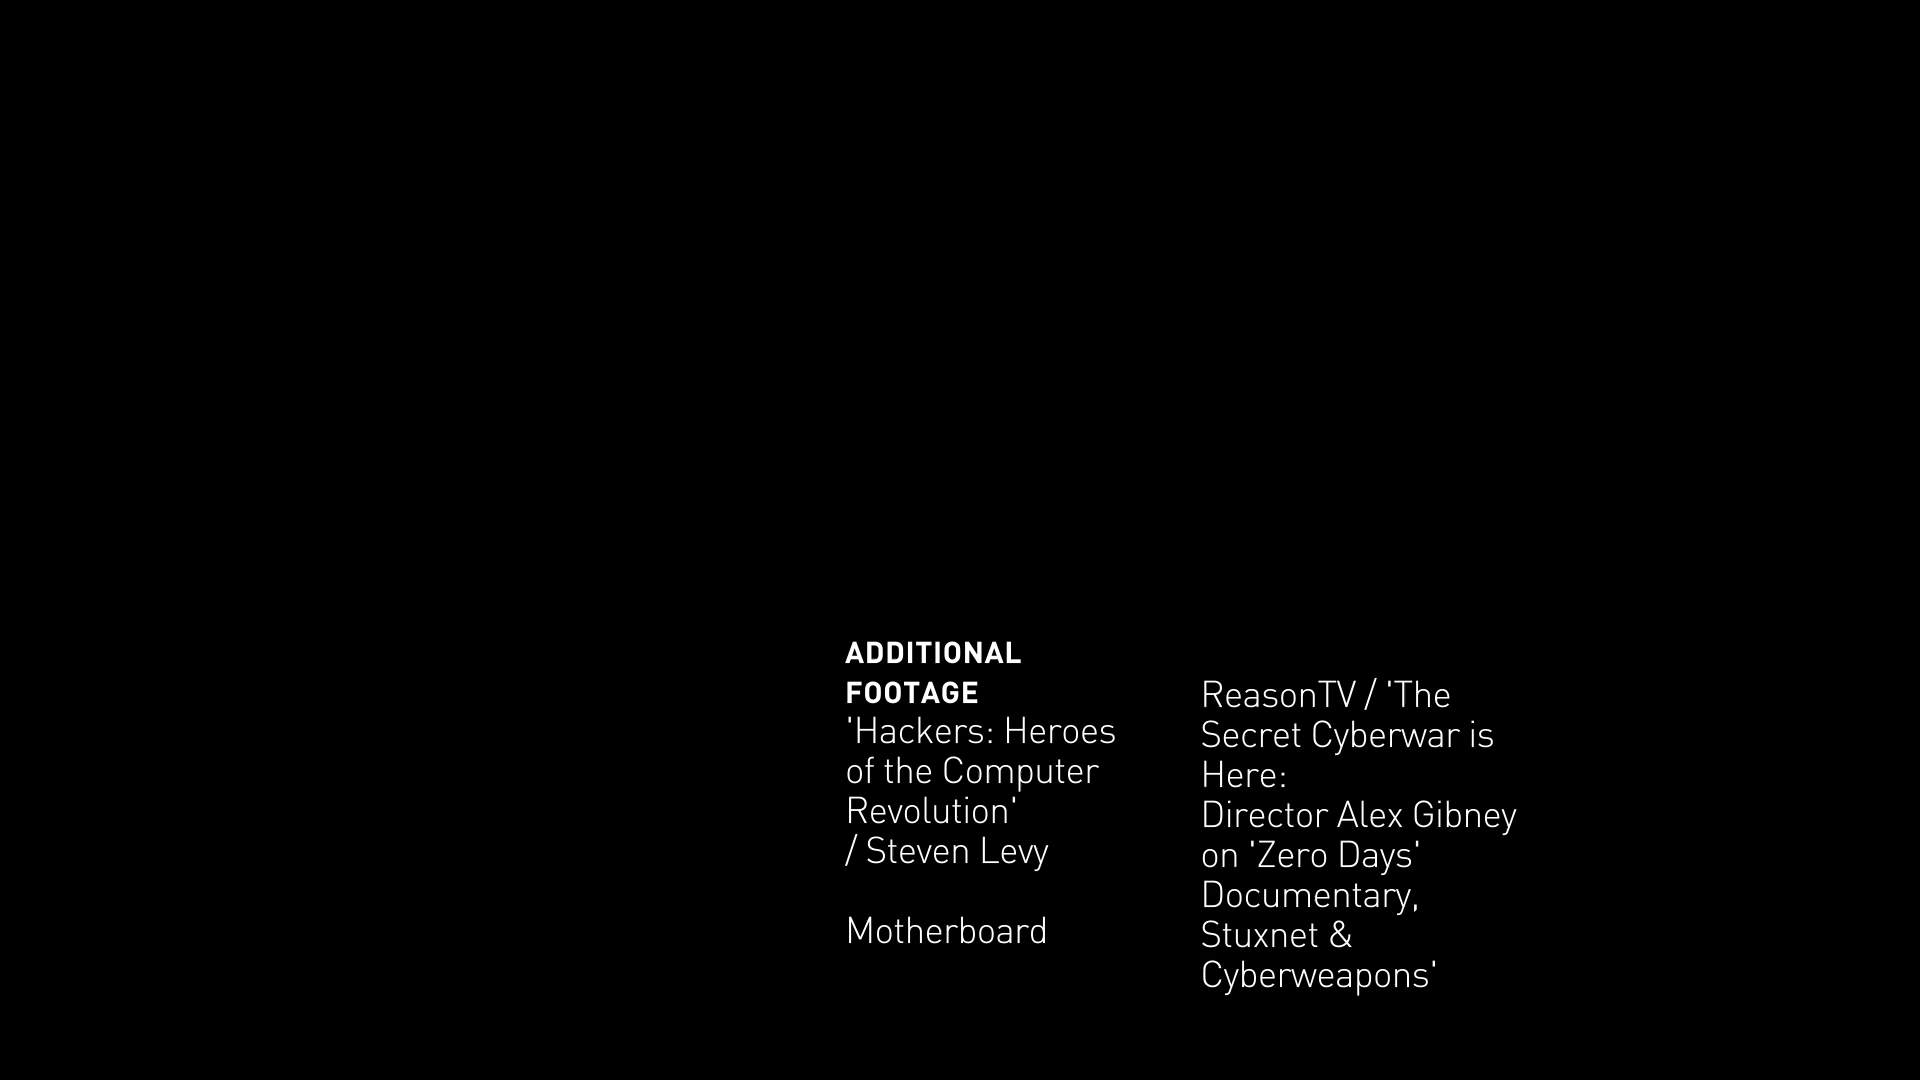 ADDITIONAL
FOOTAGE
'Hackers: Heroes
of the Computer
Revolution'
/ Steven Levy
Motherboard
ReasonTV / 'The
Secret Cyberwar is
Here:
Director Alex Gibney
on 'Zero Days'
Documentary,
Stuxnet &
Cyberweapons'